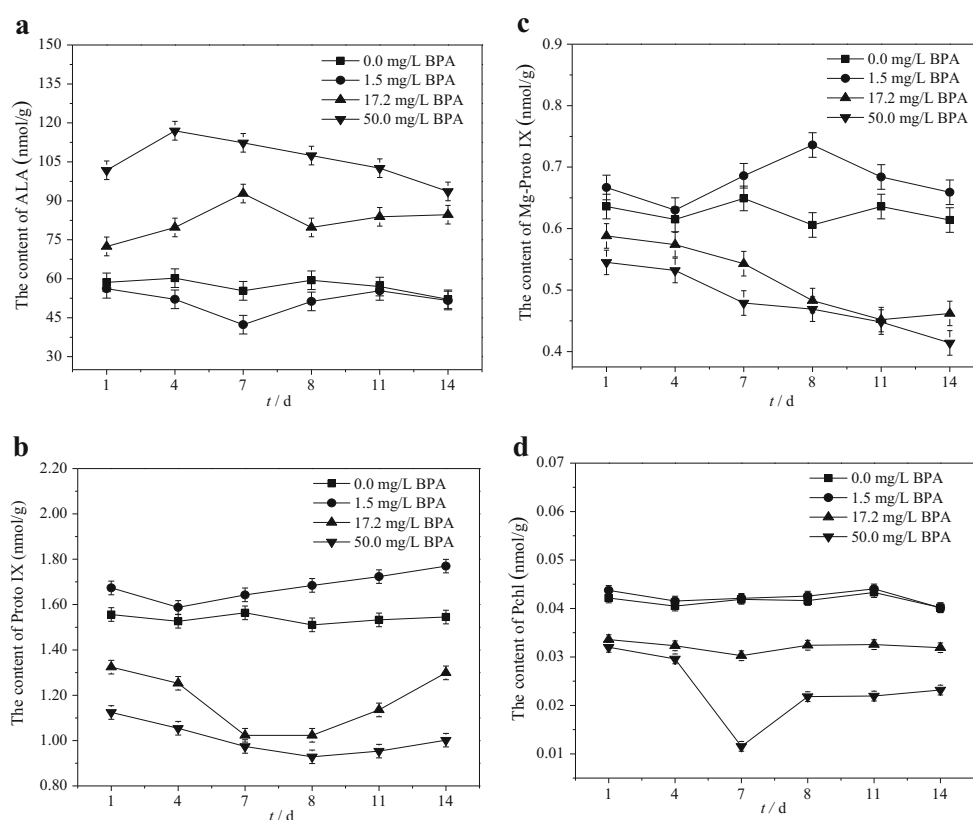 a
The content of ALA (nmol/g)
150
135
120
105
90
75
60
45
30
0.0 mg/L BPA
1.5 mg/L BPA
17.2 mg/L BPA
50.0 mg/L BPA
1 4 7 8 11 14
t / d
c
The content of Mg-Proto IX (nmol/g)
0.9
0.8
0.7
0.6
0.5
0.4
0.0 mg/L BPA
1.5 mg/L BPA
17.2 mg/L BPA
50.0 mg/L BPA
1 4 7 8 11 14
t / d
b
The content of Proto IX (nmol/g)
2.20
2.00
1.80
1.60
1.40
1.20
1.00
0.80
0.0 mg/L BPA
1.5 mg/L BPA
17.2 mg/L BPA
50.0 mg/L BPA
1 4 7 8 11 14
t / d
d
The content of Pchl (nmol/g)
0.07
0.06
0.05
0.04
0.03
0.02
0.01
0.0 mg/L BPA
1.5 mg/L BPA
17.2 mg/L BPA
50.0 mg/L BPA
1 4 7 8 11 14
t / d